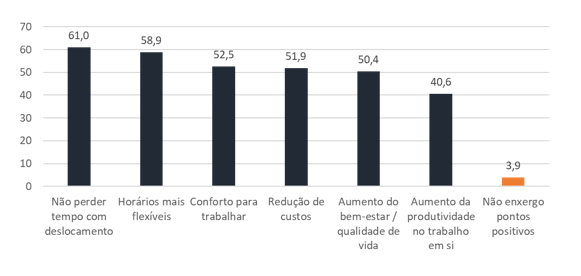 70
60
50
40
30
20
10
0
61,0
58,9
52,5
51,9
50,4
40,6
3,9
Não perder
tempo com
deslocamento
Horários mais
flexíveis
Conforto para
trabalhar
Redução de
custos
Aumento do
bem-estar /
qualidade de
vida
Aumento da
produtividade
no trabalho
em si
Não enxergo
pontos
positivos